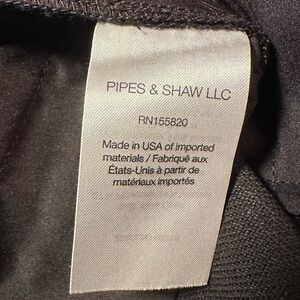 PIPES & SHAW LLC
RN155820
Made in USA of imported
materials / Fabriqué aux
États-Unis à partir de
matériaux importés